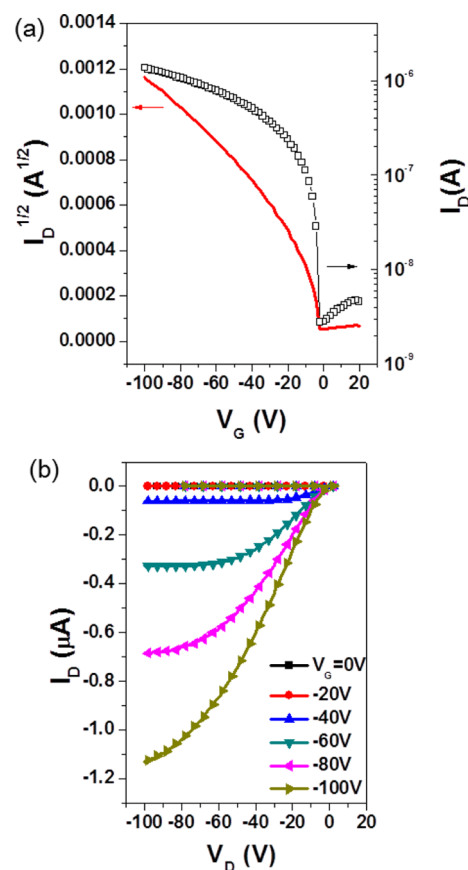 (a)
0.0014
0.0012
0.0010
0.0008
0.0006
0.0004
0.0002
0.0000
I_D^1/2 (A^1/2)
10^-6
10^-7
10^-8
10^-9
I_D(A)
-100 -80 -60 -40 -20 0 20
V_G (V)
(b)
0.0
-0.2
-0.4
-0.6
-0.8
-1.0
-1.2
I_D (μA)
V_G=0V
-20V
-40V
-60V
-80V
-100V
-100 -80 -60 -40 -20 0 20
V_D (V)